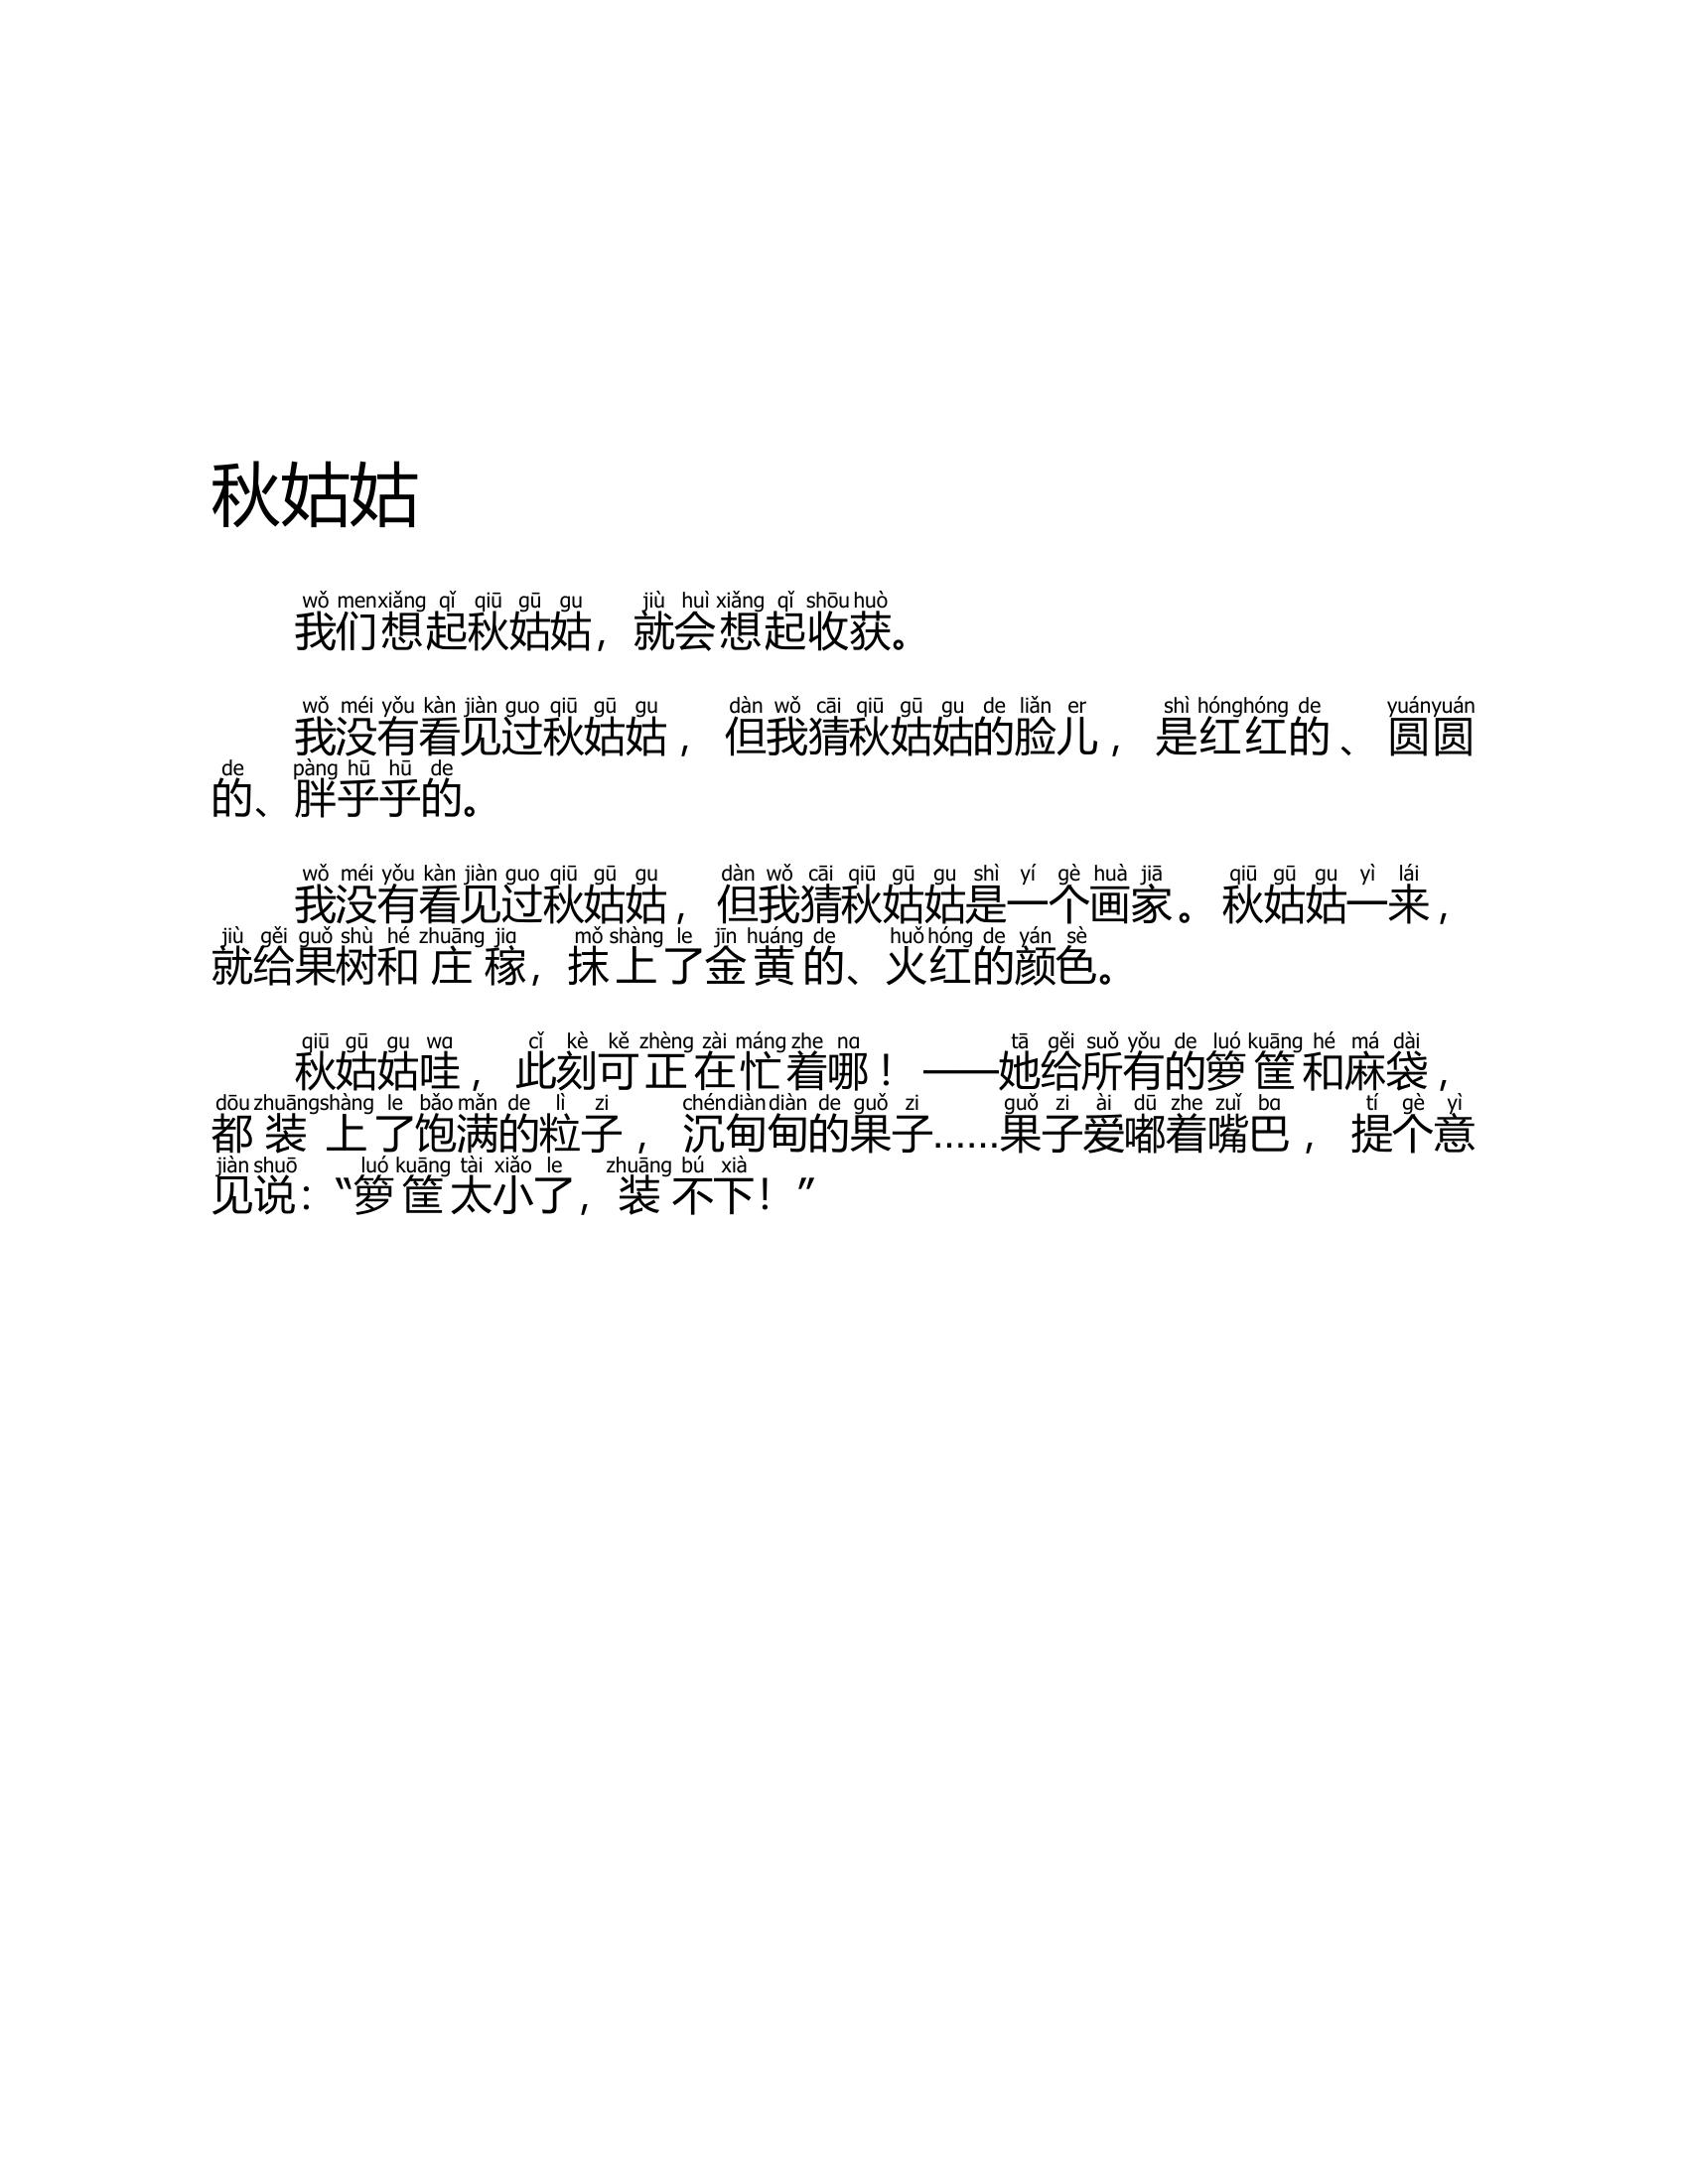 秋姑姑
wǒ men xiǎng qǐ qiū gū gu jiù huì xiǎng qǐ shōu huò
我们想起秋姑姑，就会想起收获。
wǒ méi yǒu kàn jiàn guo qiū gū gu dàn wǒ cāi qiū gū gu de liǎn er shì hóng hóng de yuán yuán
我没有看见过秋姑姑，但我猜秋姑姑的脸儿，是红红的、圆圆
de pàng hū hū de
的、胖乎乎的。
wǒ méi yǒu kàn jiàn guo qiū gū gu dàn wǒ cāi qiū gū gu shì yí gè huà jiā qiū gū gu yì lái
我没有看见过秋姑姑，但我猜秋姑姑是一个画家。秋姑姑一来，
jiù gěi guǒ shù hé zhuāng jia mǒ shàng le jīn huáng de huǒ hóng de yán sè
就给果树和庄稼，抹上了金黄的、火红的颜色。
qiū gū gu wa cǐ kè kě zhèng zài máng zhe na tā gěi suǒ yǒu de luó kuāng hé má dài
秋姑姑哇，此刻可正在忙着哪！——她给所有的箩筐和麻袋，
dōu zhuāng shàng le bǎo mǎn de lì zi chén diàn diàn de guǒ zi guǒ zi ài dū zhe zuǐ ba tí gè yì
都装上了饱满的粒子，沉甸甸的果子……果子爱嘟着嘴巴，提个意
jiàn shuō luó kuāng tài xiǎo le zhuāng bú xià
见说：“箩筐太小了，装不下！”